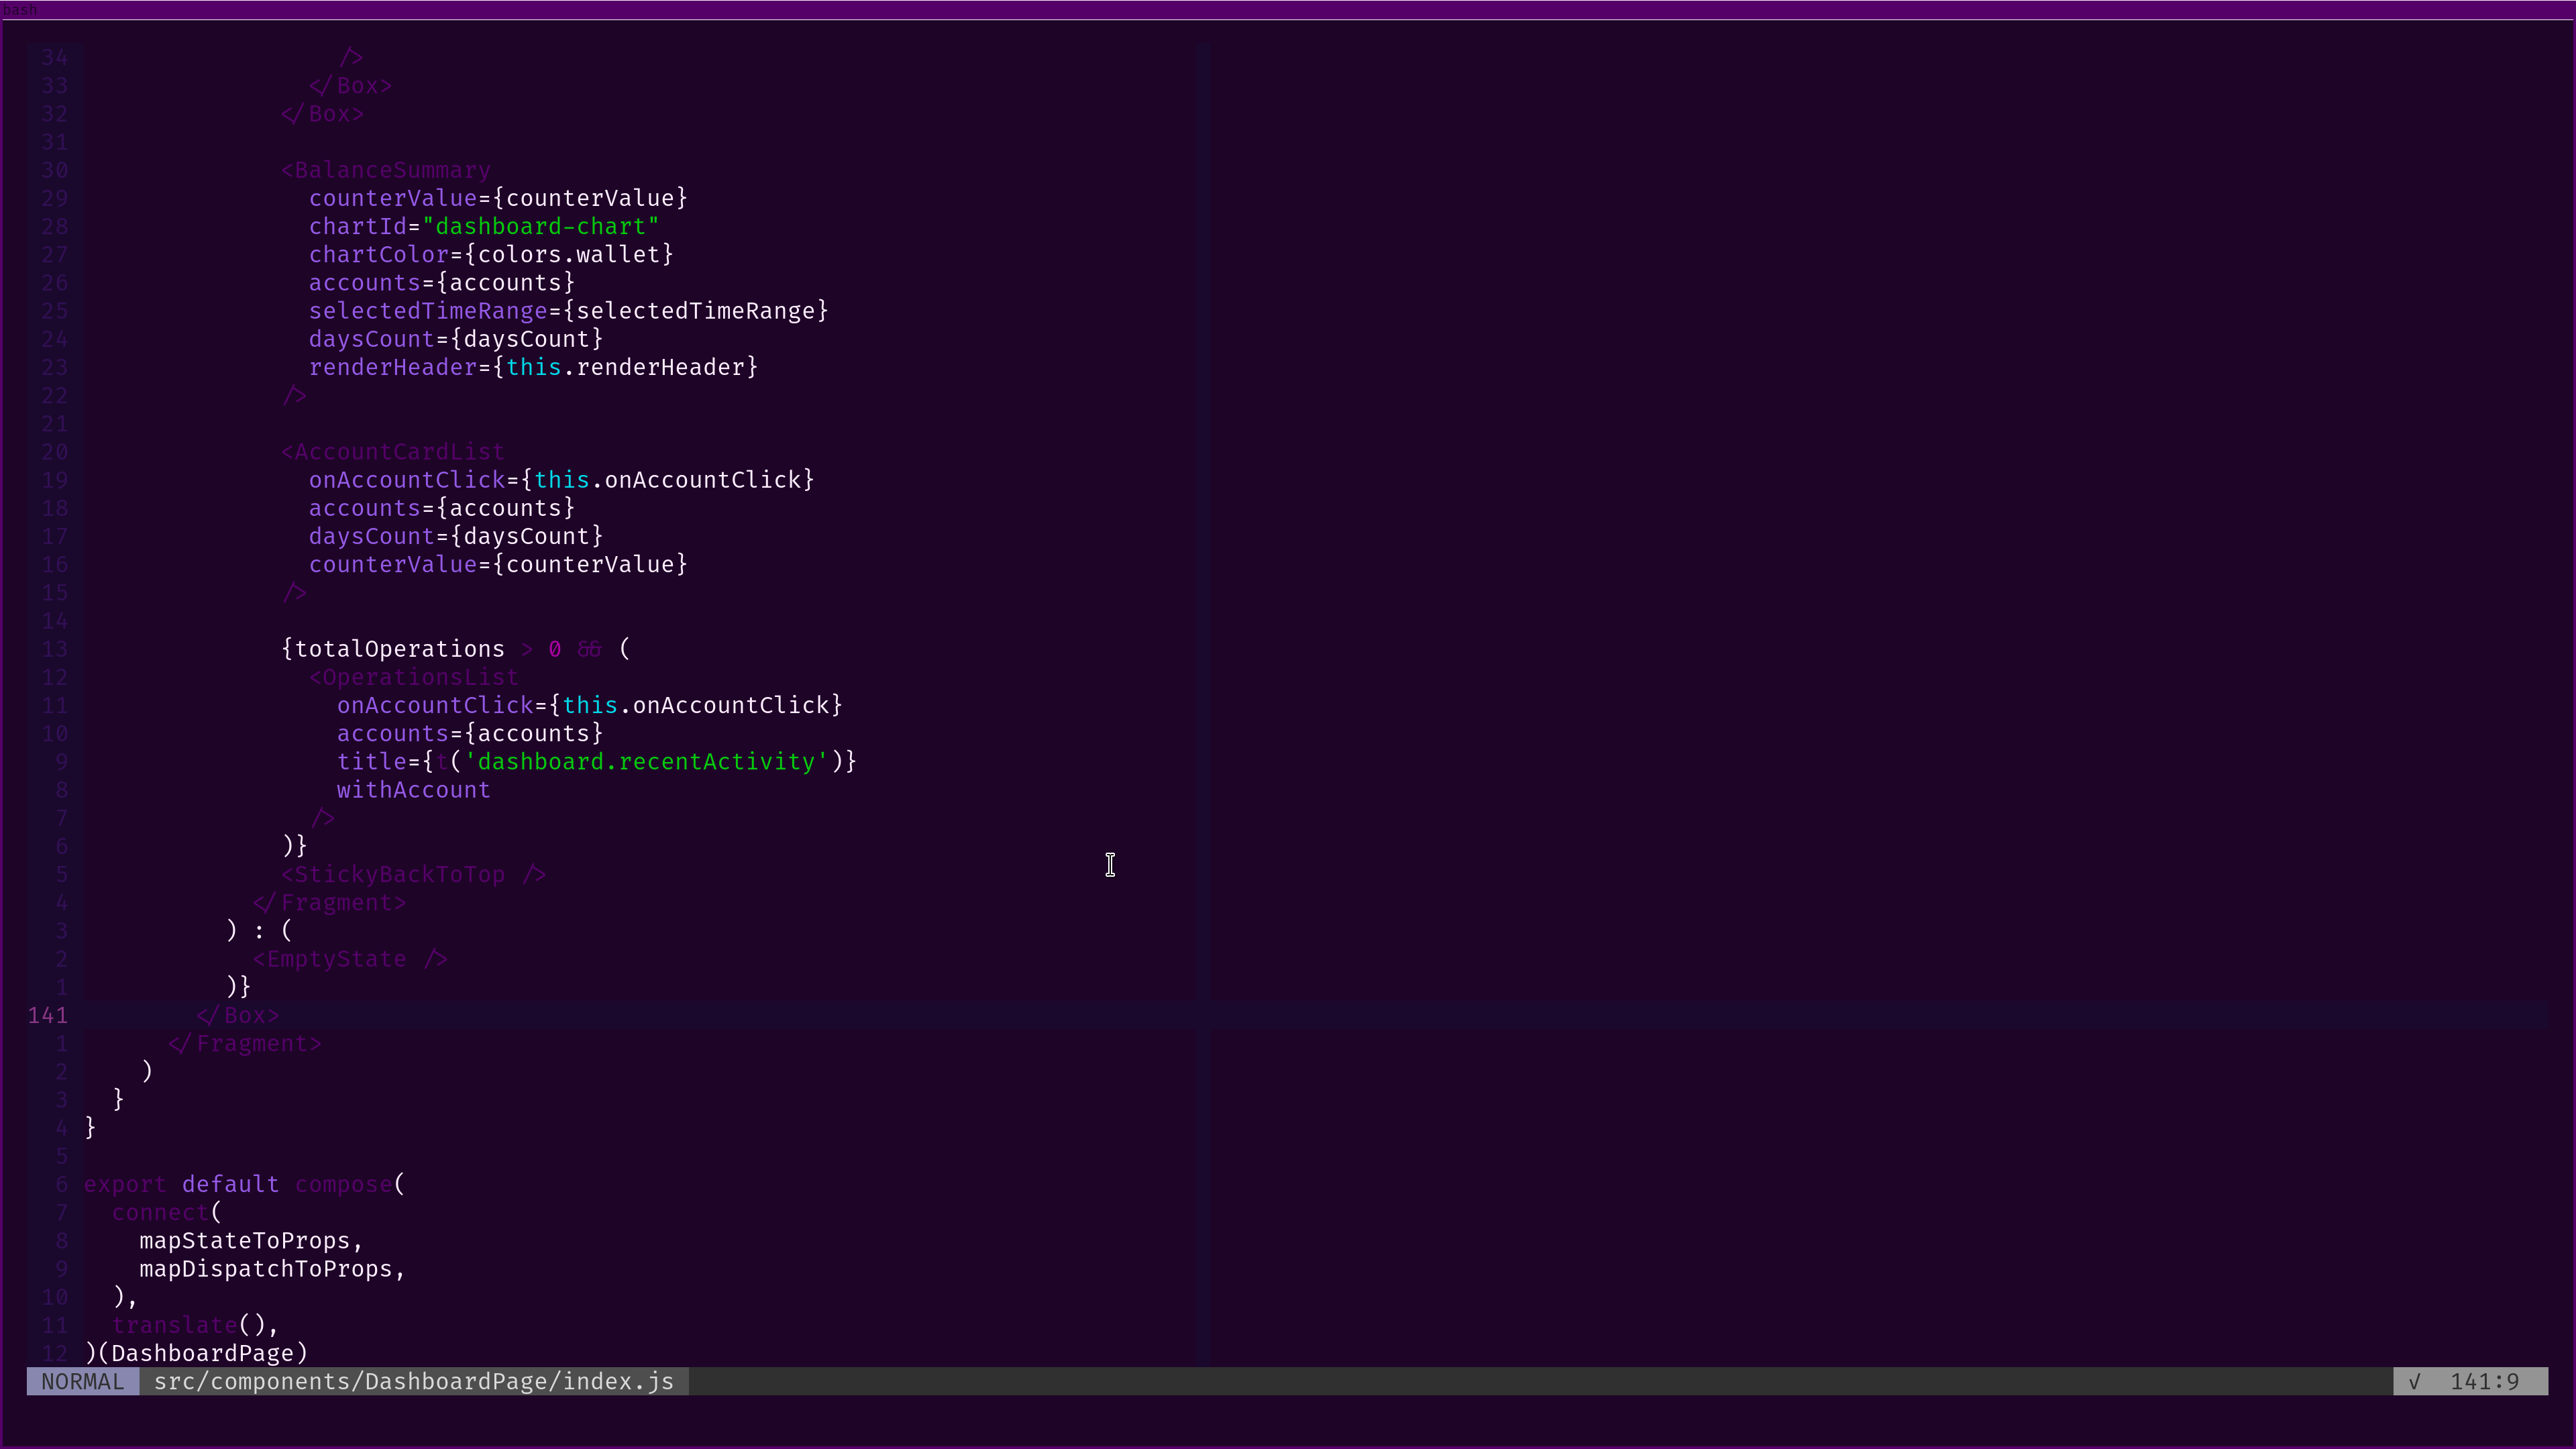 bash
34                   />
33                 </Box>
32               </Box>
31
30               <BalanceSummary
29                 counterValue={counterValue}
28                 chartId="dashboard-chart"
27                 chartColor={colors.wallet}
26                 accounts={accounts}
25                 selectedTimeRange={selectedTimeRange}
24                 daysCount={daysCount}
23                 renderHeader={this.renderHeader}
22               />
21
20               <AccountCardList
19                 onAccountClick={this.onAccountClick}
18                 accounts={accounts}
17                 daysCount={daysCount}
16                 counterValue={counterValue}
15               />
14
13               {totalOperations > 0 && (
12                 <OperationsList
11                   onAccountClick={this.onAccountClick}
10                   accounts={accounts}
9                   title={t('dashboard.recentActivity')}
8                   withAccount
7                 />
6               )}
5               <StickyBackToTop />
4             </Fragment>
3           ) : (
2             <EmptyState />
1           )}
141         </Box>
1       </Fragment>
2     )
3   }
4 }
5
6 export default compose(
7   connect(
8     mapStateToProps,
9     mapDispatchToProps,
10   ),
11   translate(),
12 )(DashboardPage)
NORMAL src/components/DashboardPage/index.js √ 141:9